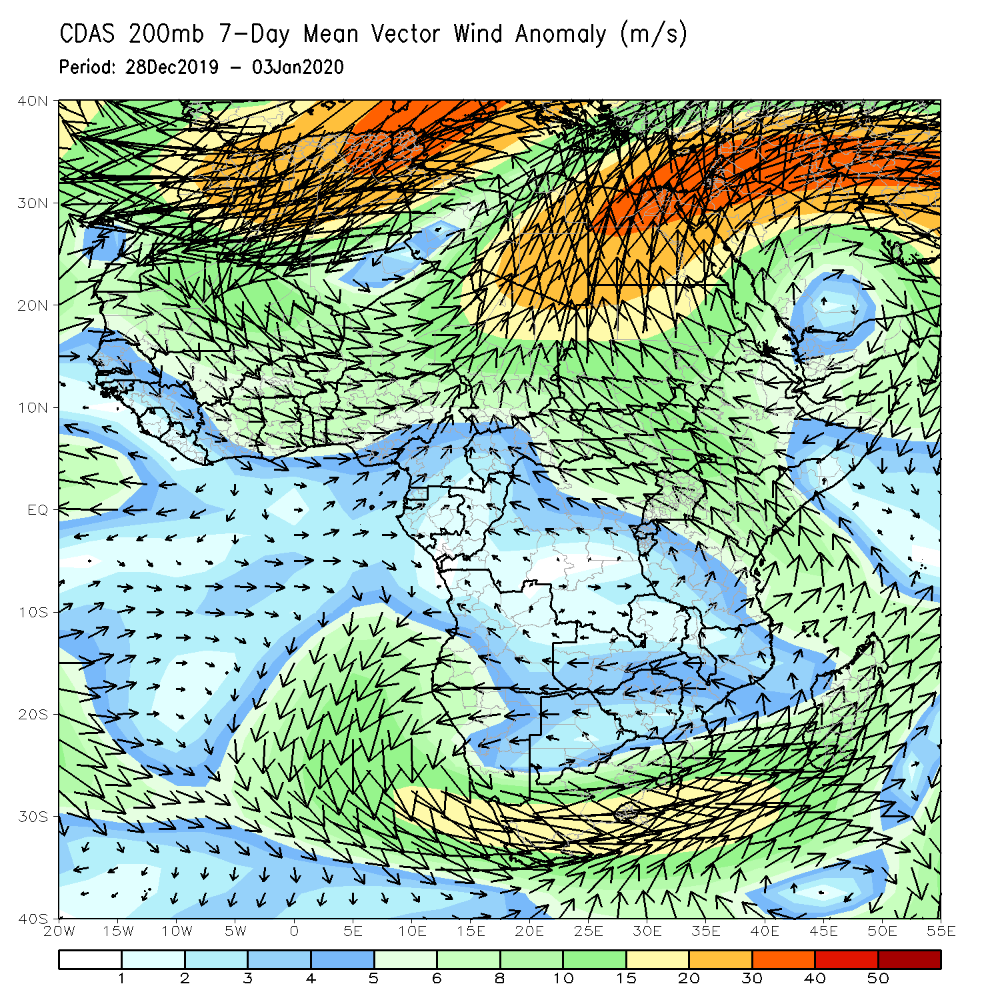 CDAS 200mb 7-Day Mean Vector Wind Anomaly (m/s)
Period: 28Dec2019 - 03Jan2020
40N
30N
20N
10N
EQ
10S
20S
30S
40S
20W 15W 10W 5W 0 5E 10E 15E 20E 25E 30E 35E 40E 45E 50E 55E
1 2 3 4 5 6 8 10 15 20 30 40 50